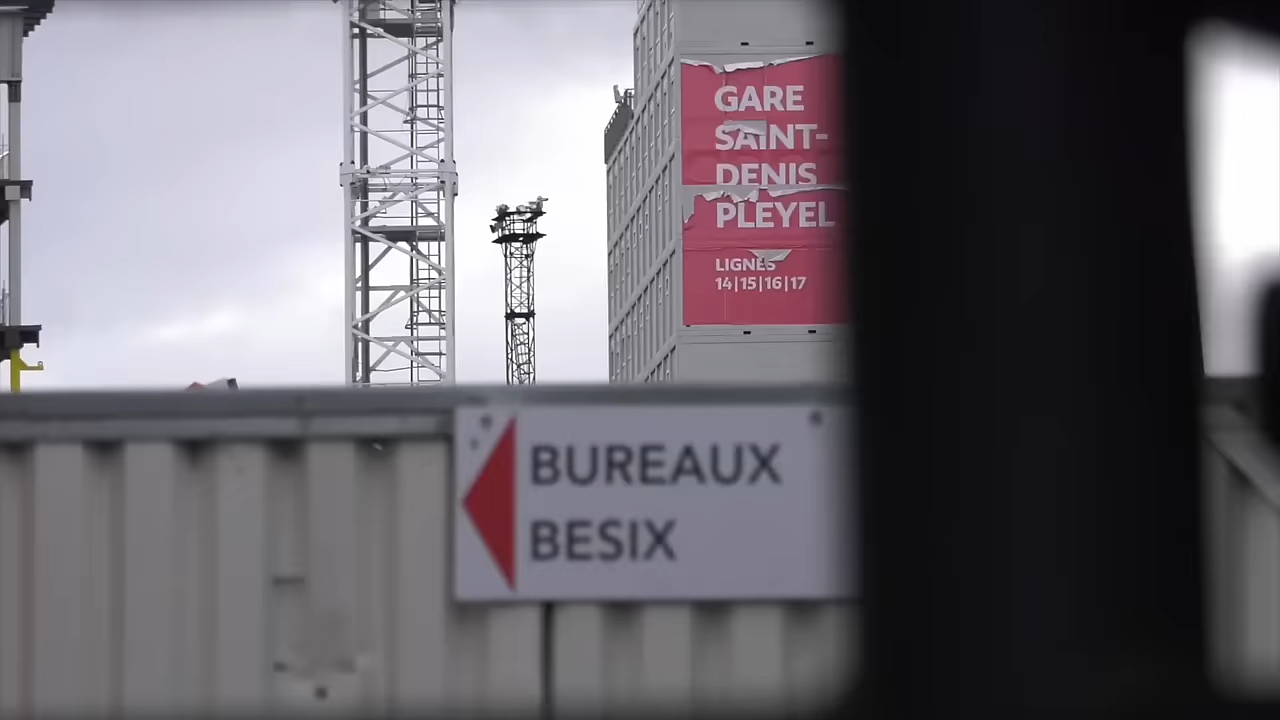 GARE
SAINT-
DENIS
PLEYEL
LIGNES
14|15|16|17
BUREAUX
BESIX